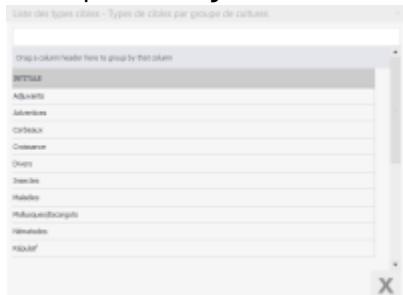 Liste des types cibles - Types de cibles par groupe de cultures
Drag a column header here to group by that column
INTITULE
Adjuvants
Adventices
Corbeaux
Croissance
Divers
Insectes
Maladies
Mollusques/Escargots
Nématodes
Répulsif
X